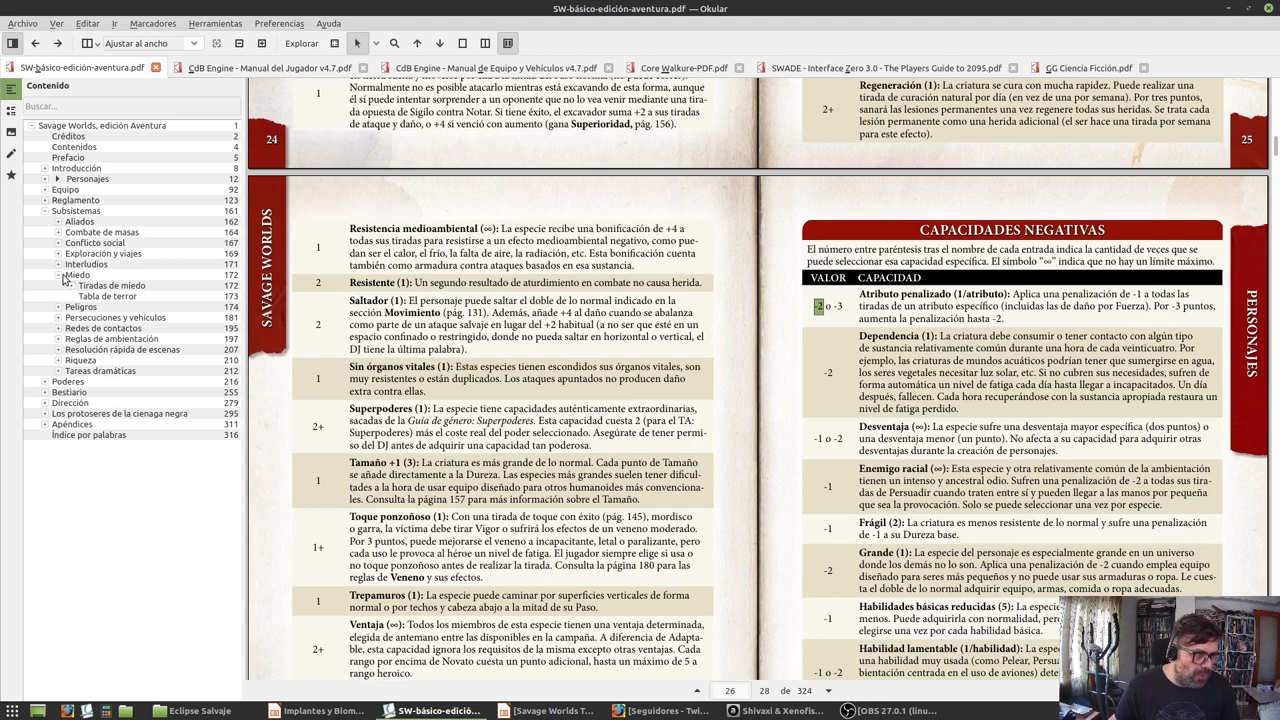 SW-básico-edición-aventura.pdf — Okular
Archivo Ver Editar Ir Marcadores Herramientas Preferencias Ayuda
Ajustar al ancho
Explorar
SW-básico-edición-aventura.pdf
CdB Engine - Manual del Jugador v4.7.pdf
CdB Engine - Manual de Equipo y Vehículos v4.7.pdf
Core Walkure-PDF.pdf
SWADE - Interface Zero 3.0 - The Players Guide to 2095.pdf
GG Ciencia Ficción.pdf
Contenido
Buscar...
Savage Worlds, edición Aventura 1
Créditos 2
Contenidos 4
Prefacio 5
Introducción 8
Personajes 12
Equipo 92
Reglamento 123
Subsistemas 161
Aliados 162
Combate de masas 164
Conflicto social 167
Exploración y viajes 169
Interludios 171
Miedo 172
Tiradas de miedo 172
Tabla de terror 173
Peligros 174
Persecuciones y vehículos 181
Redes de contactos 195
Reglas de ambientación 197
Resolución rápida de escenas 207
Riqueza 210
Tareas dramáticas 212
Poderes 216
Bestiario 255
Dirección 279
Los protoseres de la cienaga negra 295
Apéndices 311
Índice por palabras 316
1
Normalmente no es posible atacarlo mientras está excavando de esta forma, aunque
él sí puede intentar sorprender a un oponente que no lo vea venir mediante una tira-
da opuesta de Sigilo contra Notar. Si tiene éxito, el excavador suma +2 a sus tiradas
de ataque y daño, o +4 si venció con aumento (gana Superioridad, pág. 156).
24
2+
Regeneración (1): La criatura se cura con mucha rapidez. Puede realizar una
tirada de curación natural por día (en vez de una por semana). Por tres puntos,
sanará las lesiones permanentes una vez regenere todas su heridas. Se trata cada
lesión permanente como una herida adicional (el ser hace una tirada por semana
para este efecto).
25
SAVAGE WORLDS
1
Resistencia medioambiental (∞): La especie recibe una bonificación de +4 a
todas sus tiradas para resistirse a un efecto medioambiental negativo, como pue-
dan ser el calor, el frío, la falta de aire, la radiación, etc. Esta bonificación cuenta
también como armadura contra ataques basados en esa sustancia.
2
Resistente (1): Un segundo resultado de aturdimiento en combate no causa herida.
2
Saltador (1): El personaje puede saltar el doble de lo normal indicado en la
sección Movimiento (pág. 131). Además, añade +4 al daño cuando se abalanza
como parte de un ataque salvaje en lugar del +2 habitual (a no ser que esté en un
espacio confinado o restringido, donde no pueda saltar en horizontal o vertical, el
DJ tiene la última palabra).
1
Sin órganos vitales (1): Estas especies tienen escondidos sus órganos vitales, son
muy resistentes o están duplicados. Los ataques apuntados no producen daño
extra contra ellas.
2+
Superpoderes (1): La especie tiene capacidades auténticamente extraordinarias,
sacadas de la Guía de género: Superpoderes. Esta capacidad cuesta 2 (para el TA:
Superpoderes) más el coste real del poder seleccionado. Asegúrate de tener permi-
so del DJ antes de adquirir una capacidad tan poderosa.
1
Tamaño +1 (3): La criatura es más grande de lo normal. Cada punto de Tamaño
se añade directamente a la Dureza. Las especies más grandes suelen tener dificul-
tades a la hora de usar equipo diseñado para otros humanoides más convenciona-
les. Consulta la página 157 para más información sobre el Tamaño.
1+
Toque ponzoñoso (1): Con una tirada de toque con éxito (pág. 145), mordisco
o garra, la víctima debe tirar Vigor o sufrirá los efectos de un veneno moderado.
Por 3 puntos, puede mejorarse el veneno a incapacitante, letal o paralizante, pero
cada uso le provoca al héroe un nivel de fatiga. El jugador siempre elige si usa o
no toque ponzoñoso antes de realizar la tirada. Consulta la página 180 para las
reglas de Veneno y sus efectos.
1
Trepamuros (1): La especie puede caminar por superficies verticales de forma
normal o por techos y cabeza abajo a la mitad de su Paso.
2+
Ventaja (∞): Todos los miembros de esta especie tienen una ventaja determinada,
elegida de antemano entre las disponibles en la campaña. A diferencia de Adapta-
ble, esta capacidad ignora los requisitos de la misma excepto otras ventajas. Cada
rango por encima de Novato cuesta un punto adicional, hasta un máximo de 5 a
rango heroico.
CAPACIDADES NEGATIVAS
El número entre paréntesis tras el nombre de cada entrada indica la cantidad de veces que se
puede seleccionar esa capacidad específica. El símbolo "∞" indica que no hay un límite máximo.
VALOR CAPACIDAD
-2 o -3
Atributo penalizado (1/atributo): Aplica una penalización de -1 a todas las
tiradas de un atributo específico (incluidas las de daño por Fuerza). Por -3 puntos,
aumenta la penalización hasta -2.
-2
Dependencia (1): La criatura debe consumir o tener contacto con algún tipo
de sustancia relativamente común durante una hora de cada veinticuatro. Por
ejemplo, las criaturas de mundos acuáticos podrían tener que sumergirse en agua,
los seres vegetales necesitar luz solar, etc. Si no cubren sus necesidades, sufren de
forma automática un nivel de fatiga cada día hasta llegar a incapacitados. Un día
después, fallecen. Cada hora recuperándose con la sustancia apropiada restaura un
nivel de fatiga perdido.
-1 o -2
Desventaja (∞): La especie sufre una desventaja mayor específica (dos puntos) o
una desventaja menor (un punto). No afecta a su capacidad para adquirir otras
desventajas durante la creación de personajes.
-1
Enemigo racial (∞): Esta especie y otra relativamente común de la ambientación
tienen un intenso y ancestral odio. Sufren una penalización de -2 a todas sus tira-
das de Persuadir cuando traten entre sí y pueden llegar a las manos por pequeña
que sea la provocación. Solo se puede seleccionar una vez por especie.
-1
Frágil (2): La criatura es menos resistente de lo normal y sufre una penalización
de -1 a su Dureza base.
-2
Grande (1): La especie del personaje es especialmente grande en un universo
donde los demás no lo son. Aplica una penalización de -2 cuando emplea equipo
diseñado para seres más pequeños y no puede usar sus armaduras o ropa. Le cues-
ta el doble de lo normal adquirir equipo, armas, comida o ropa adecuadas.
-1
Habilidades básicas reducidas (5): La espec
menos. Puede adquirirla con normalidad, per
elegirse una vez por cada habilidad básica.
-1 o -2
Habilidad lamentable (1/habilidad): La e
una habilidad muy usada (como Pelear, Persu
bientación centrada en el uso de aviones) dete
PERSONAJES
26 28 de 324
Eclipse Salvaje
Implantes y Biom...
SW-básico-edició...
[Savage Worlds T...
[Seguidores - Twi...
Shivaxi & Xenofis...
[OBS 27.0.1 (linu...